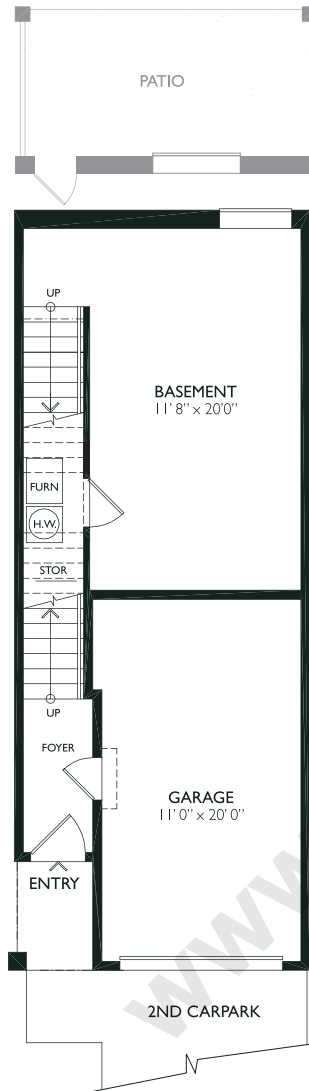 PATIO
UP
BASEMENT
11' 8" x 20'0"
FURN
H.W.
STOR
UP
FOYER
GARAGE
11' 0" x 20' 0"
ENTRY
2ND CARPARK
www